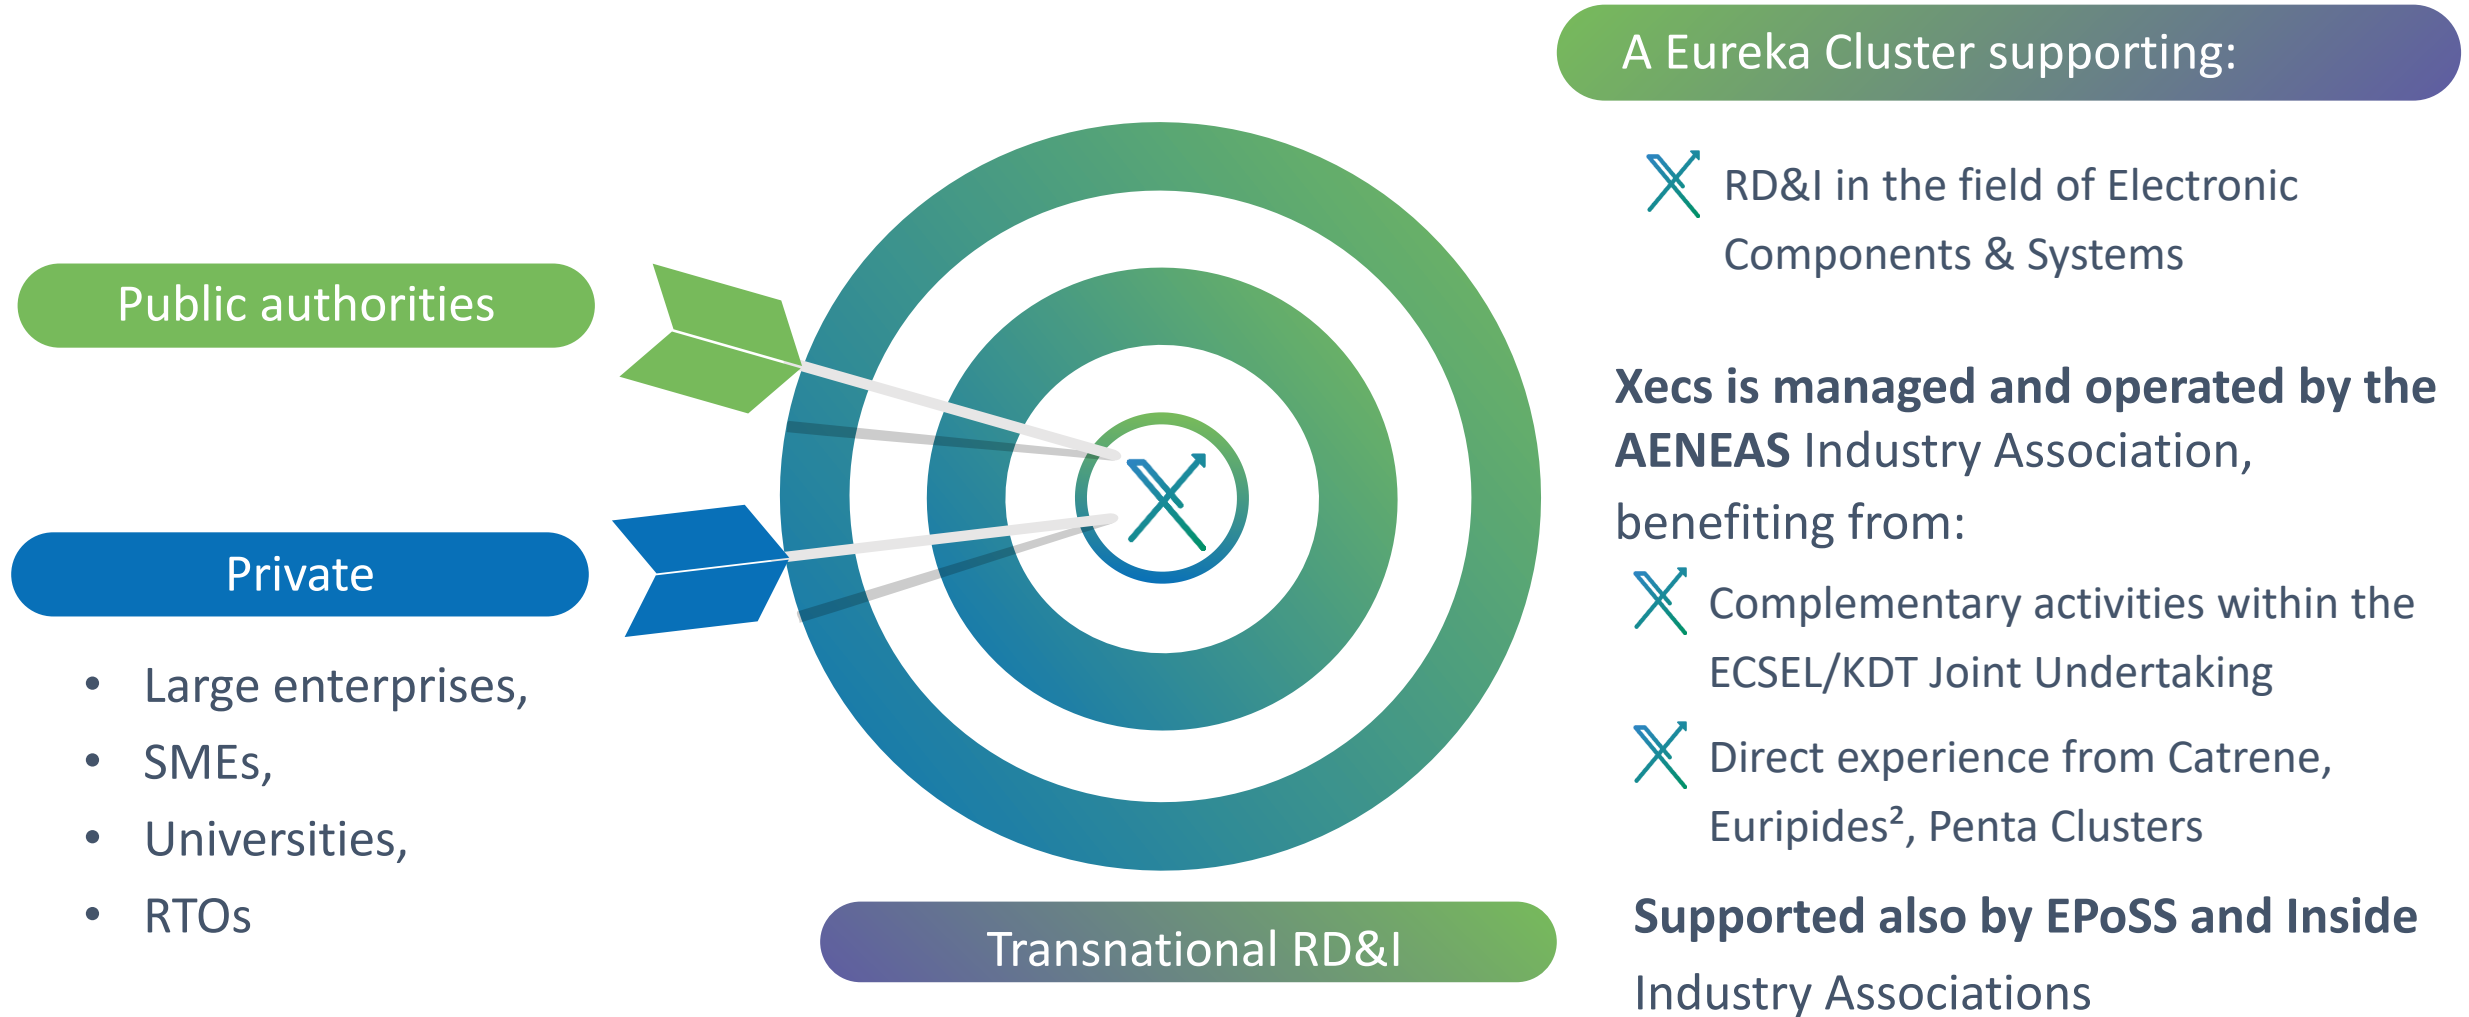 Public authorities
Private
• Large enterprises,
• SMEs,
• Universities,
• RTOs
Transnational RD&I
A Eureka Cluster supporting:
RD&I in the field of Electronic
Components & Systems
Xecs is managed and operated by the
AENEAS Industry Association,
benefiting from:
Complementary activities within the
ECSEL/KDT Joint Undertaking
Direct experience from Catrene,
Euripides², Penta Clusters
Supported also by EPoSS and Inside
Industry Associations